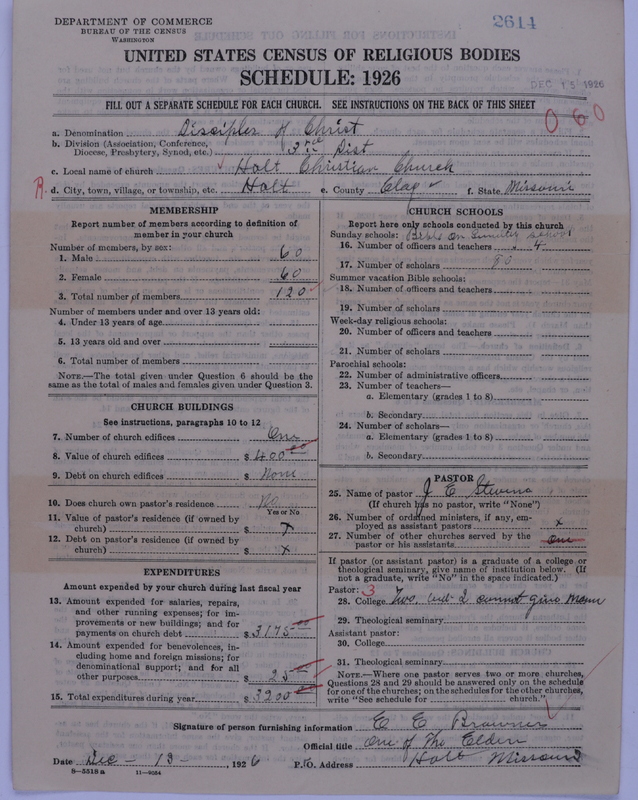 DEPARTMENT OF COMMERCE
BUREAU OF THE CENSUS
WASHINGTON
2614
UNITED STATES CENSUS OF RELIGIOUS BODIES
SCHEDULE: 1926
DEC 15 1926
FILL OUT A SEPARATE SCHEDULE FOR EACH CHURCH. SEE INSTRUCTIONS ON THE BACK OF THIS SHEET
060
a. Denomination Disciples of Christ
b. Division (Association, Conference,
Diocese, Presbytery, Synod, etc.) 3rd Dist
c. Local name of church Holt Christian Church
R. d. City, town, village, or township, etc. Holt e. County Clay f. State Missouri
MEMBERSHIP
Report number of members according to definition of
member in your church
Number of members, by sex:
1. Male 60
2. Female 60
3. Total number of members 120
Number of members under and over 13 years old:
4. Under 13 years of age
5. 13 years old and over
6. Total number of members
NOTE.—The total given under Question 6 should be the
same as the total of males and females given under Question 3.
CHURCH BUILDINGS
See instructions, paragraphs 10 to 12
7. Number of church edifices One
8. Value of church edifices $ 400000
9. Debt on church edifices $ None
10. Does church own pastor's residence No
Yes or No
11. Value of pastor's residence (if owned by
church) $ x
12. Debt on pastor's residence (if owned by
church) $ x
EXPENDITURES
Amount expended by your church during last fiscal year
13. Amount expended for salaries, repairs,
and other running expenses; for im-
provements or new buildings; and for
payments on church debt $ 3175 00
14. Amount expended for benevolences, in-
cluding home and foreign missions; for
denominational support; and for all
other purposes $ 25 00
15. Total expenditures during year $ 3200 00
CHURCH SCHOOLS
Report here only schools conducted by this church
Sunday schools: Bible or Sunday school
16. Number of officers and teachers 4
17. Number of scholars 80
Summer vacation Bible schools:
18. Number of officers and teachers
19. Number of scholars
Week-day religious schools:
20. Number of officers and teachers
21. Number of scholars
Parochial schools:
22. Number of administrative officers
23. Number of teachers—
a. Elementary (grades 1 to 8)
b. Secondary
24. Number of scholars—
a. Elementary (grades 1 to 8)
b. Secondary
PASTOR
25. Name of pastor J E Stevens
(If church has no pastor, write "None")
26. Number of ordained ministers, if any, em-
ployed as assistant pastors x
27. Number of other churches served by the
pastor or his assistants One
If pastor (or assistant pastor) is a graduate of a college or
theological seminary, give name of institution below. (If
not a graduate, write "No" in the space indicated.)
Pastor: 3
28. College Two, cannot give
29. Theological seminary
Assistant pastor:
30. College
31. Theological seminary
NOTE.—Where one pastor serves two or more churches,
Questions 28 and 29 should be answered only on the schedule
for one of the churches; on the schedules for the other churches,
write "See schedule for church."
Signature of person furnishing information E E Browner
Official title One of The Elders
Date Dec - 13 -, 1926 P.O. Address Holt Missouri
8-5518 a 11-9054